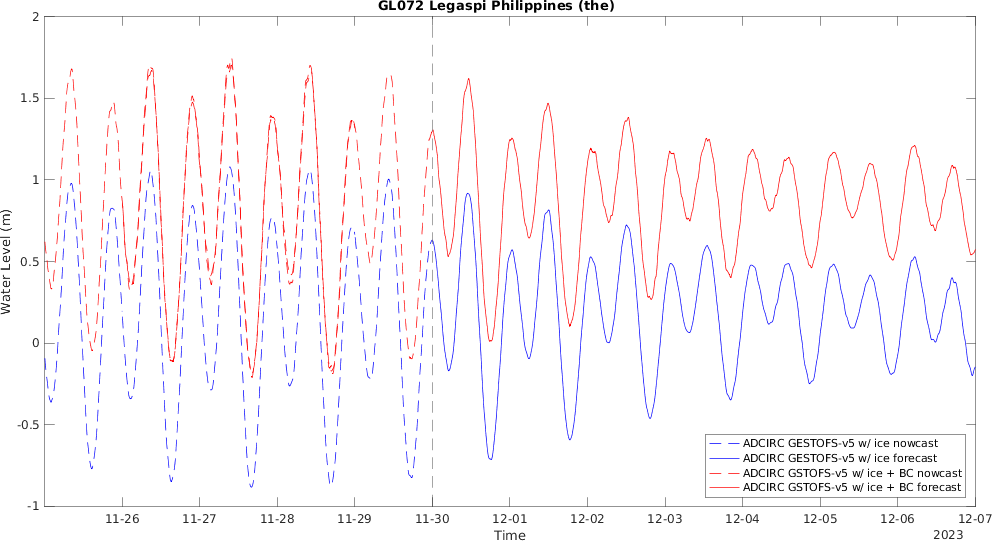 GL072 Legaspi Philippines (the)
2
1.5
1
0.5
0
-0.5
-1
Water Level (m)
11-26
11-27
11-28
11-29
11-30
12-01
12-02
12-03
12-04
12-05
12-06
12-07
Time
2023
ADCIRC GESTOFS-v5 w/ ice nowcast
ADCIRC GESTOFS-v5 w/ ice forecast
ADCIRC GSTOFS-v5 w/ ice + BC nowcast
ADCIRC GSTOFS-v5 w/ ice + BC forecast